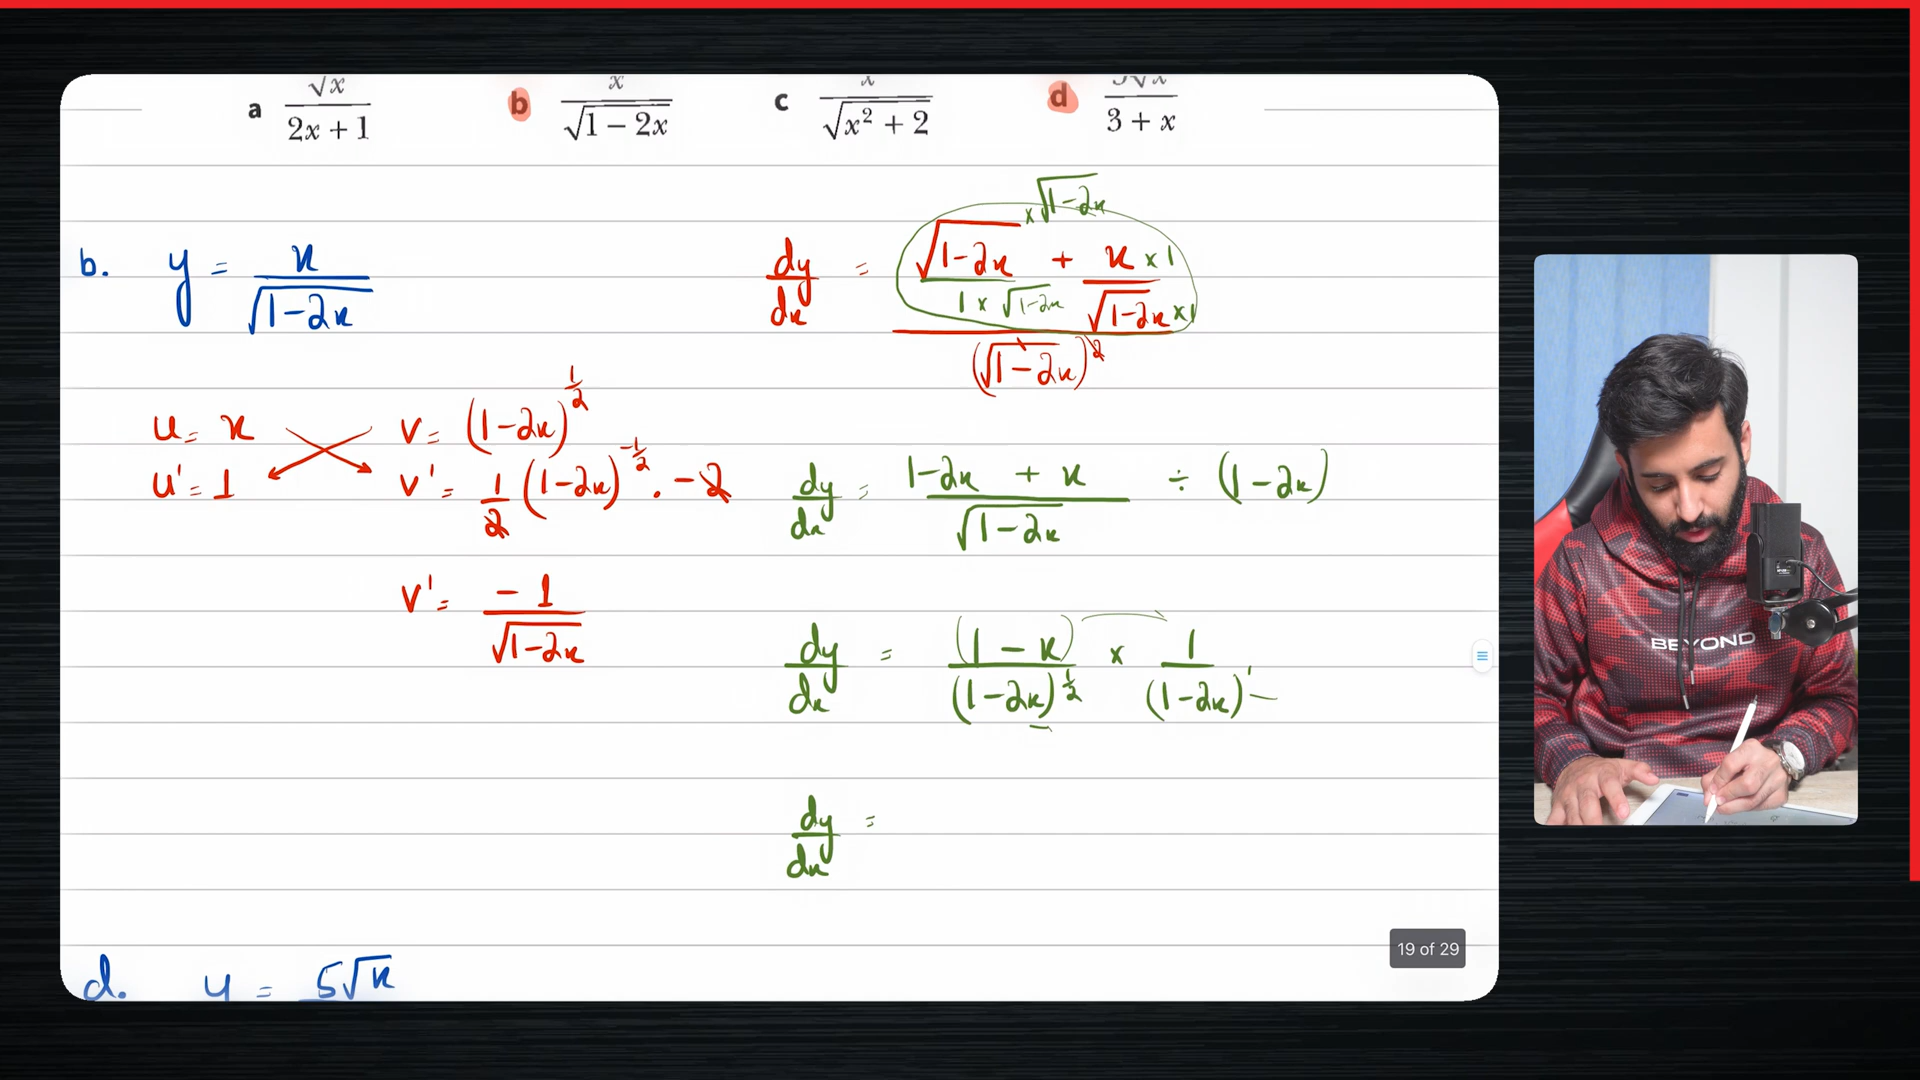 a √x / (2x + 1) b x / √(1 − 2x) c x / √(x² + 2) d 5√x / (3 + x)
b. y = x / √(1-2x)
dy/dx = (√(1-2x) × √(1-2x) / (1 × √(1-2x)) + x × 1 / (√(1-2x) × 1)) / (√(1-2x))²
u = x v = (1-2x)^(1/2)
u' = 1 v' = 1/2 (1-2x)^(-1/2) . -2
dy/dx = (1-2x + x) / √(1-2x) ÷ (1-2x)
v' = -1 / √(1-2x)
dy/dx = (1-x) / (1-2x)^(1/2) × 1 / (1-2x)^1
dy/dx =
d. y = 5√x
19 of 29
BEYOND